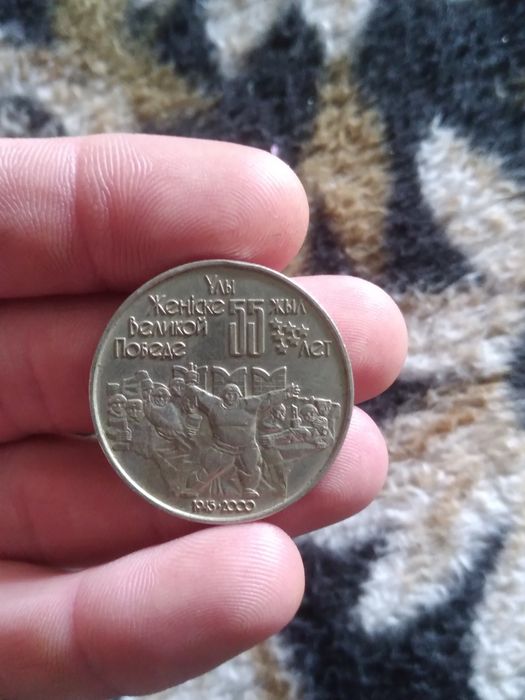 Ұлы
Жеңіске 55 жыл
Великой
Победе лет
1945-2000